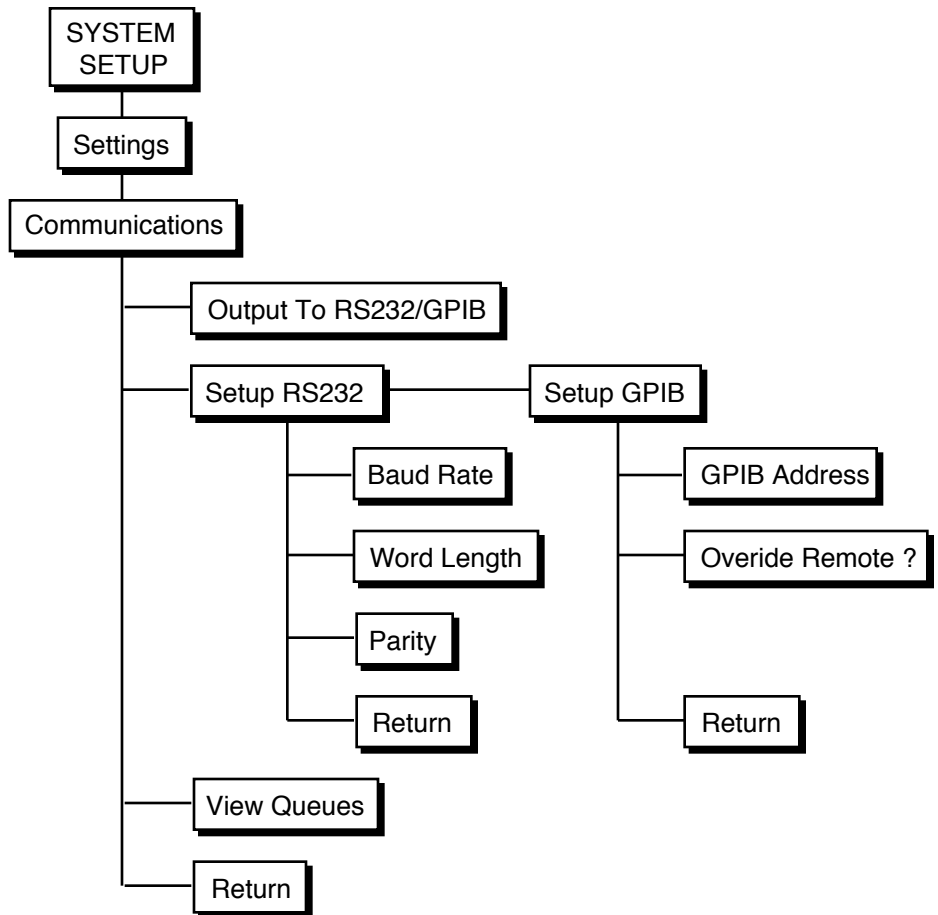 SYSTEM
SETUP
Settings
Communications
Output To RS232/GPIB
Setup RS232
Setup GPIB
Baud Rate
GPIB Address
Word Length
Overide Remote ?
Parity
Return
Return
View Queues
Return